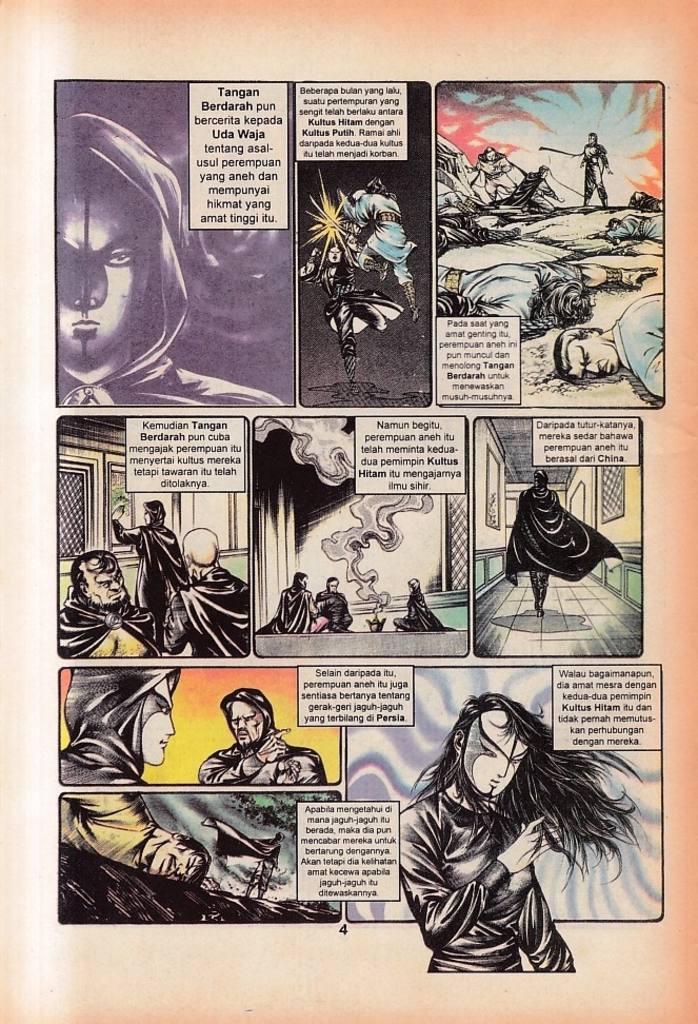 Tangan
Berdarah pun
bercerita kepada
Uda Waja
tentang asal-
usul perempuan
yang aneh dan
mempunyai
hikmat yang
amat tinggi itu.
Beberapa bulan yang lalu,
suatu pertempuran yang
sengit telah berlaku antara
Kultus Hitam dengan
Kultus Putih. Ramai ahli
daripada kedua-dua kultus
itu telah menjadi korban.
Pada saat yang
amat genting itu,
perempuan aneh ini
pun muncul dan
menolong Tangan
Berdarah untuk
menewaskan
musuh-musuhnya.
Kemudian Tangan
Berdarah pun cuba
mengajak perempuan itu
menyertai kultus mereka
tetapi tawaran itu telah
ditolaknya.
Namun begitu,
perempuan aneh itu
telah meminta kedua-
dua pemimpin Kultus
Hitam itu mengajarnya
ilmu sihir.
Daripada tutur-katanya,
mereka sedar bahawa
perempuan aneh itu
berasal dari China.
Selain daripada itu,
perempuan aneh itu juga
sentiasa bertanya tentang
gerak-geri jaguh-jaguh
yang terbilang di Persia.
Apabila mengetahui di
mana jaguh-jaguh itu
berada, maka dia pun
mencabar mereka untuk
bertarung dengannya.
Akan tetapi dia kelihatan
amat kecewa apabila
jaguh-jaguh itu
ditewaskannya.
Walau bagaimanapun,
dia amat mesra dengan
kedua-dua pemimpin
Kultus Hitam itu dan
tidak pernah memutus-
kan perhubungan
dengan mereka.
4